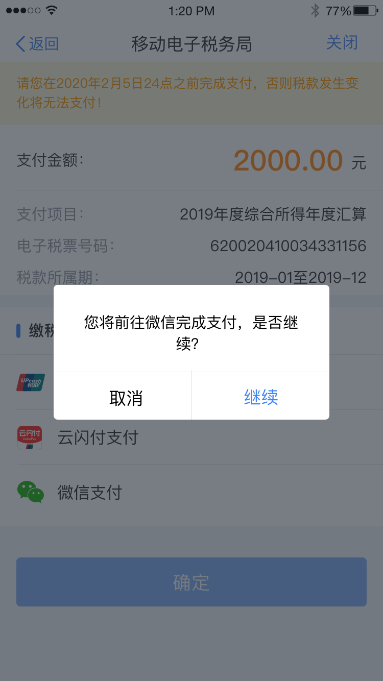 1:20 PM
77%
返回
移动电子税务局
关闭
请您在2020年2月5日24点之前完成支付，否则税款发生变
化将无法支付！
支付金额：
2000.00 元
支付项目：
2019年度综合所得年度汇算
电子税票号码：
620020410034331156
税款所属期：
2019-01至2019-12
缴税
您将前往微信完成支付，是否继
续？
取消
继续
云闪付
云闪付支付
微信支付
确定